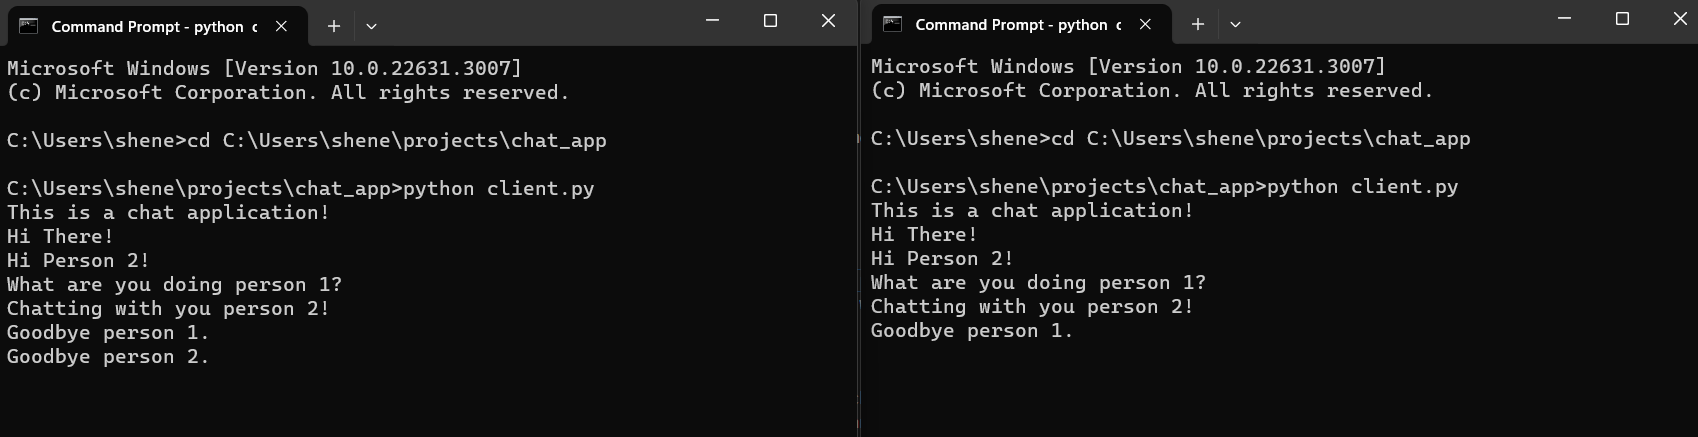 Command Prompt - python c
Microsoft Windows [Version 10.0.22631.3007]
(c) Microsoft Corporation. All rights reserved.
C:\Users\shene>cd C:\Users\shene\projects\chat_app
C:\Users\shene\projects\chat_app>python client.py
This is a chat application!
Hi There!
Hi Person 2!
What are you doing person 1?
Chatting with you person 2!
Goodbye person 1.
Goodbye person 2.
Command Prompt - python c
Microsoft Windows [Version 10.0.22631.3007]
(c) Microsoft Corporation. All rights reserved.
C:\Users\shene>cd C:\Users\shene\projects\chat_app
C:\Users\shene\projects\chat_app>python client.py
This is a chat application!
Hi There!
Hi Person 2!
What are you doing person 1?
Chatting with you person 2!
Goodbye person 1.